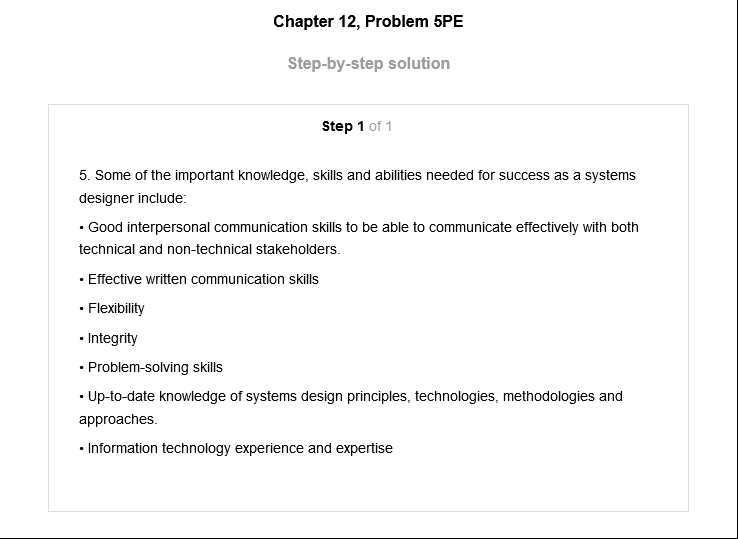 Chapter 12, Problem 5PE
Step-by-step solution
Step 1 of 1
5. Some of the important knowledge, skills and abilities needed for success as a systems
designer include:
• Good interpersonal communication skills to be able to communicate effectively with both
technical and non-technical stakeholders.
• Effective written communication skills
• Flexibility
• Integrity
• Problem-solving skills
• Up-to-date knowledge of systems design principles, technologies, methodologies and
approaches.
• Information technology experience and expertise